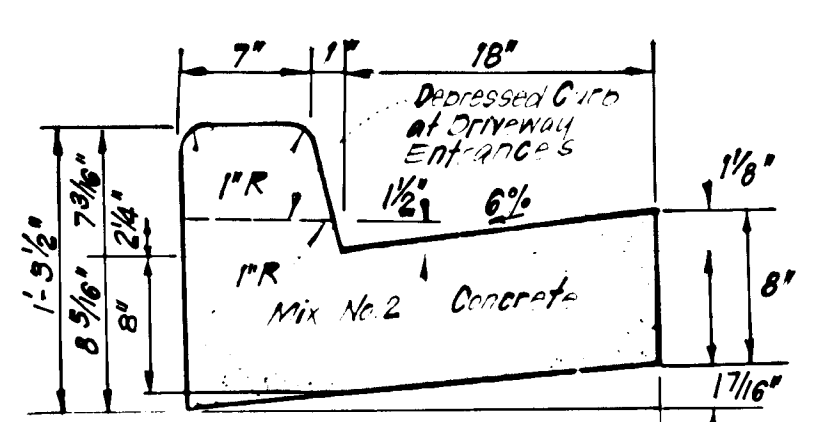 7" 1" 18"
Depressed Curb
at Driveway
Entrances
1"R
1½"
6%
1⅛"
1'-3½"
7 3/16"
2¼"
8 5/16"
8"
1"R
Mix No. 2 Concrete
8"
1 7/16"